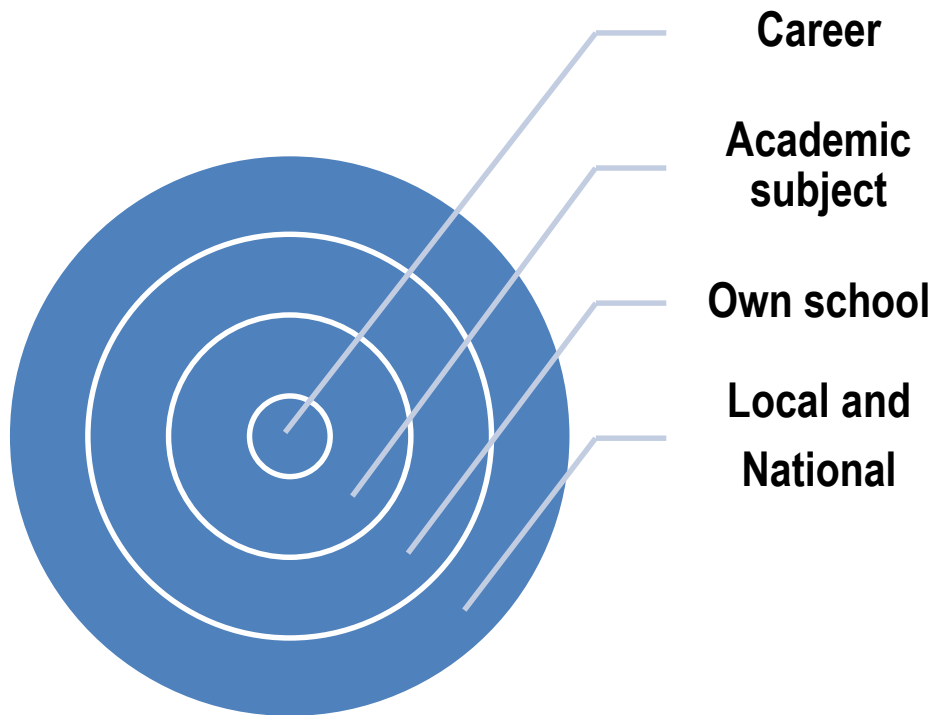 Career
Academic
subject
Own school
Local and
National